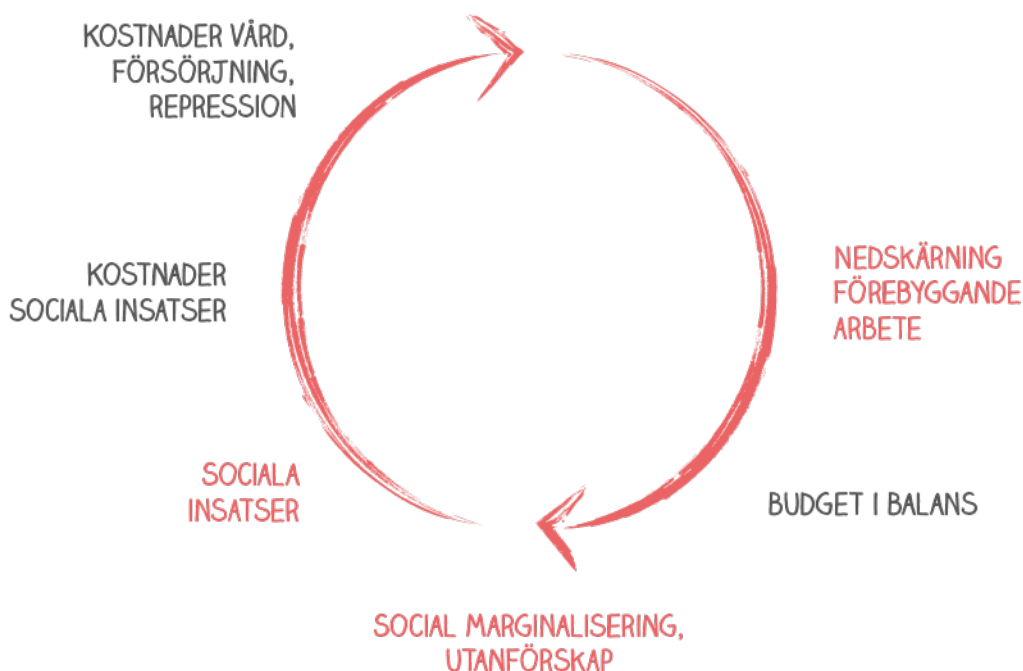 KOSTNADER VÅRD,
FÖRSÖRJNING,
REPRESSION
NEDSKÄRNING
FÖREBYGGANDE
ARBETE
KOSTNADER
SOCIALA INSATSER
SOCIALA
INSATSER
BUDGET I BALANS
SOCIAL MARGINALISERING,
UTANFÖRSKAP